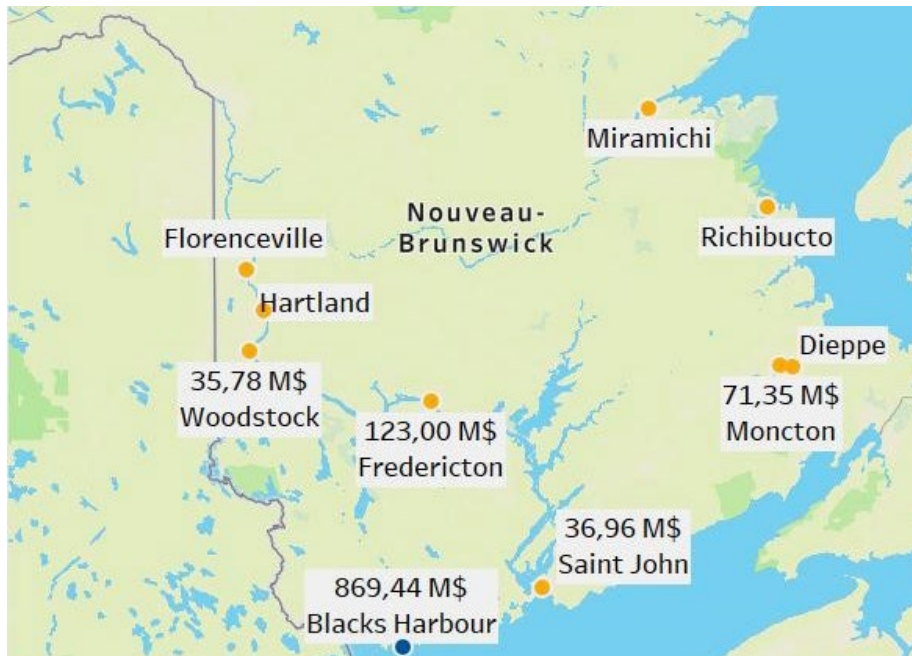 Miramichi
Nouveau-
Brunswick
Richibucto
Florenceville
Hartland
Dieppe
35,78 M$
Woodstock
71,35 M$
Moncton
123,00 M$
Fredericton
36,96 M$
Saint John
869,44 M$
Blacks Harbour